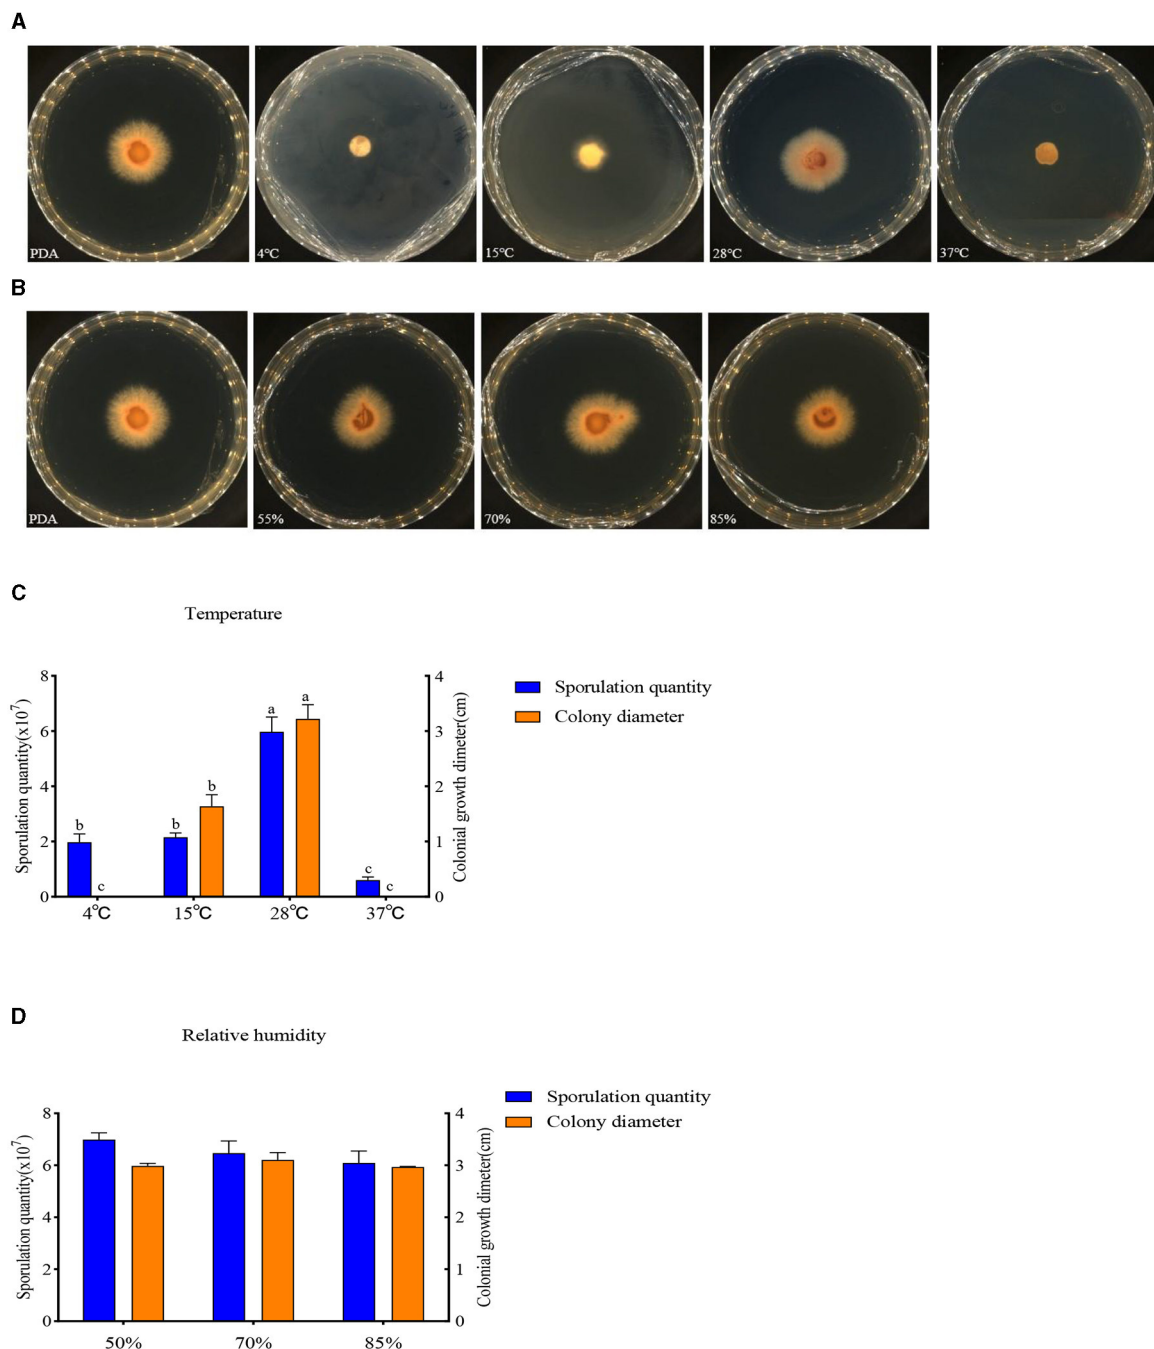 A
PDA
4°C
15°C
28°C
37°C
B
PDA
55%
70%
85%
C
Temperature
8
6
4
2
0
Sporulation quantity(x10⁷)
b
c
b
b
a
a
c
c
4℃
15℃
28℃
37℃
4
3
2
1
0
Colonial growth dimeter(cm)
Sporulation quantity
Colony diameter
D
Relative humidity
8
6
4
2
0
Sporulation quantity(x10⁷)
50%
70%
85%
4
3
2
1
0
Colonial growth dimeter(cm)
Sporulation quantity
Colony diameter